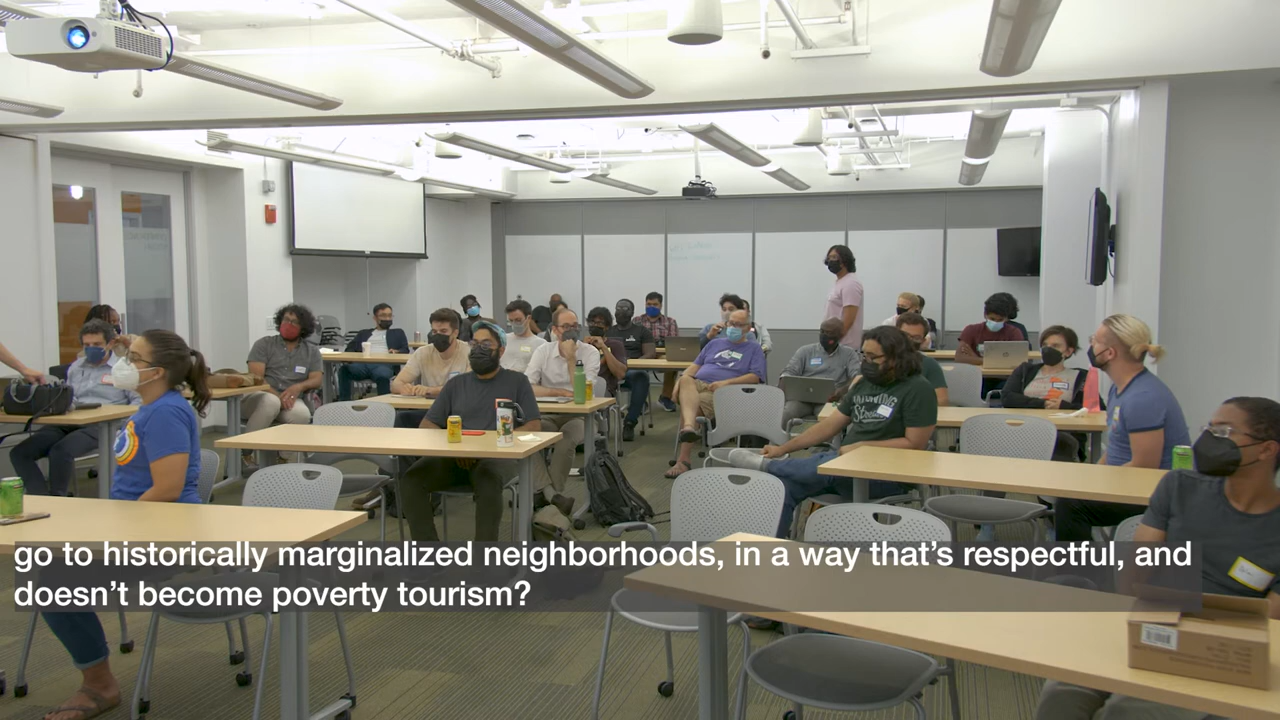 go to historically marginalized neighborhoods, in a way that's respectful, and
doesn't become poverty tourism?